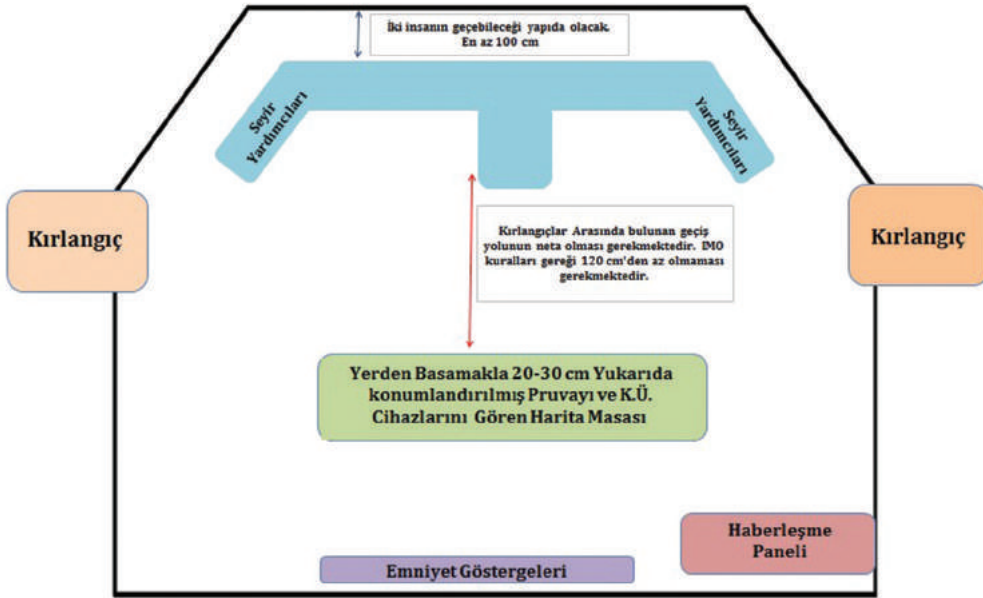 İki insanın geçebileceği yapıda olacak.
En az 100 cm
Seyir
Yardımcıları
Seyir
Yardımcıları
Kırlangıç
Kırlangıçlar Arasında bulunan geçiş
yolunun neta olması gerekmektedir. IMO
kuralları gereği 120 cm'den az olmaması
gerekmektedir.
Kırlangıç
Yerden Basamakla 20-30 cm Yukarıda
konumlandırılmış Pruvayı ve K.Ü.
Cihazlarını Gören Harita Masası
Haberleşme
Paneli
Emniyet Göstergeleri